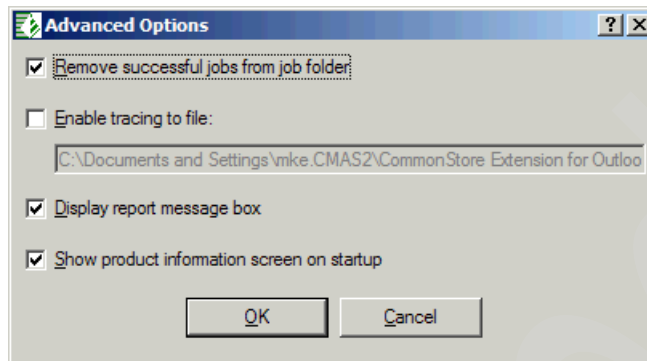 Advanced Options
Remove successful jobs from job folder
Enable tracing to file:
C:\Documents and Settings\mke.CMAS2\CommonStore Extension for Outloo
Display report message box
Show product information screen on startup
OK Cancel